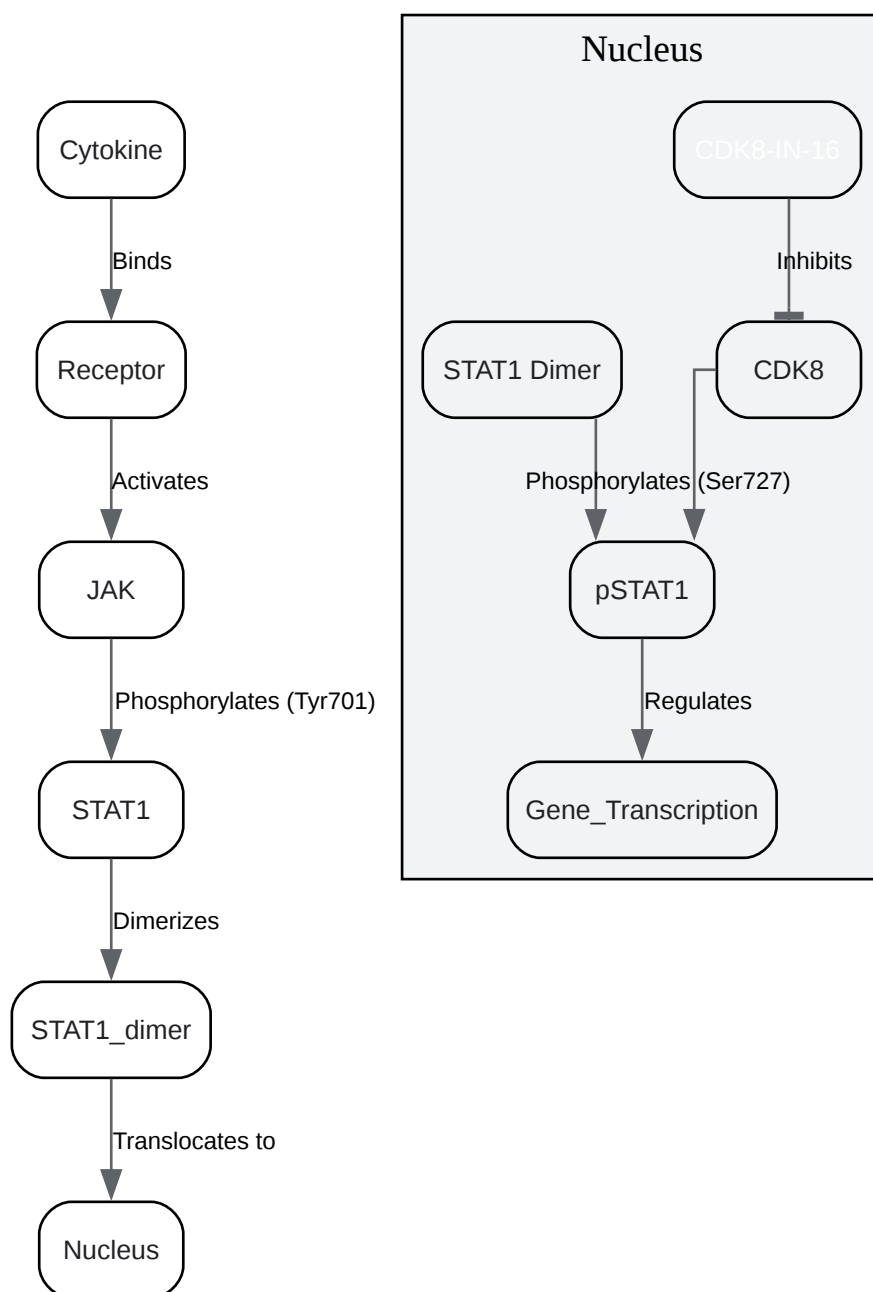 Cytokine
Binds
Receptor
Activates
JAK
Phosphorylates (Tyr701)
STAT1
Dimerizes
STAT1_dimer
Translocates to
Nucleus
Nucleus
CDK8-IN-16
Inhibits
STAT1 Dimer
CDK8
Phosphorylates (Ser727)
pSTAT1
Regulates
Gene_Transcription